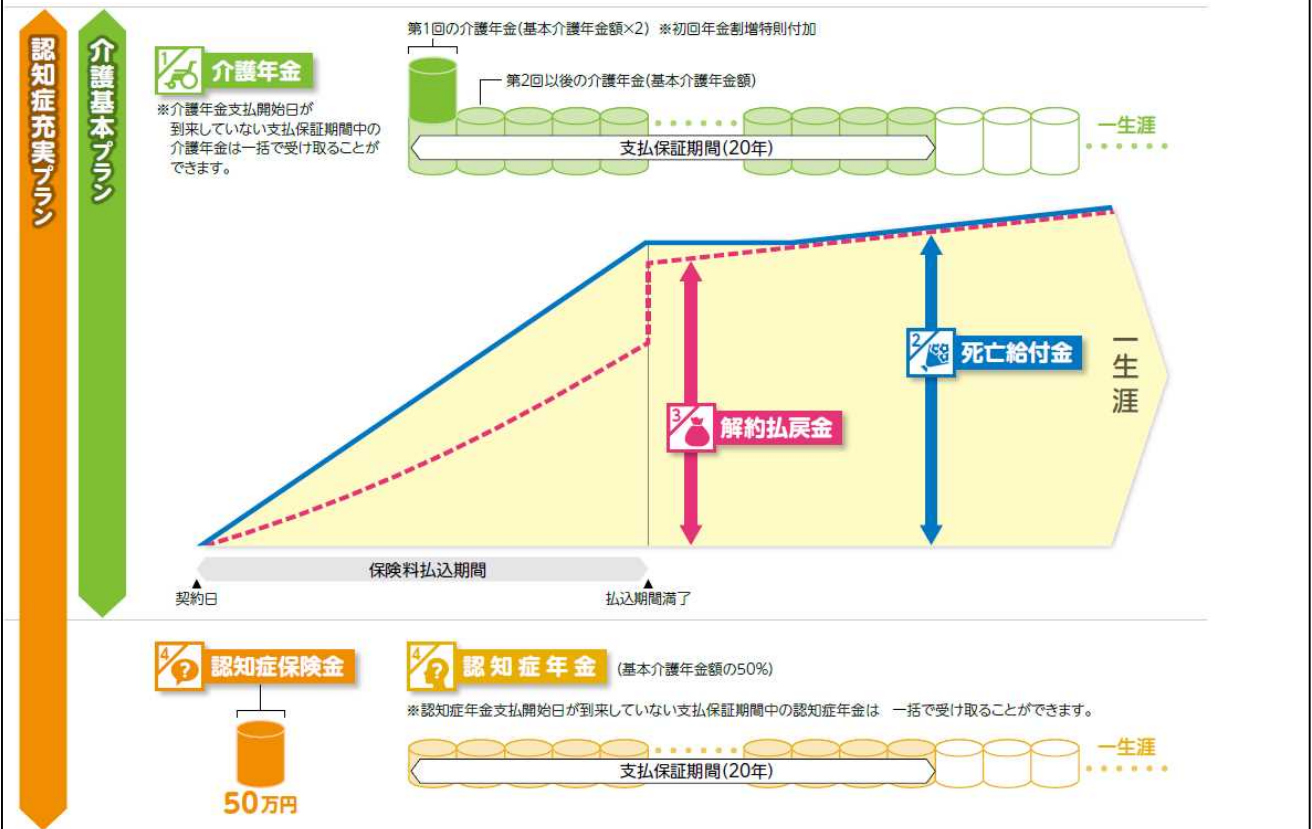 認知症充実プラン
介護基本プラン
第1回の介護年金(基本介護年金額×2) ※初回年金割増特則付加
1 介護年金
第2回以後の介護年金(基本介護年金額)
※介護年金支払開始日が
到来していない支払保証期間中の
介護年金は一括で受け取ることが
できます。
支払保証期間(20年)
一生涯
2 死亡給付金
一生涯
3 解約払戻金
保険料払込期間
契約日
払込期間満了
4 認知症保険金
50万円
4 認知症年金 (基本介護年金額の50%)
※認知症年金支払開始日が到来していない支払保証期間中の認知症年金は 一括で受け取ることができます。
支払保証期間(20年)
一生涯